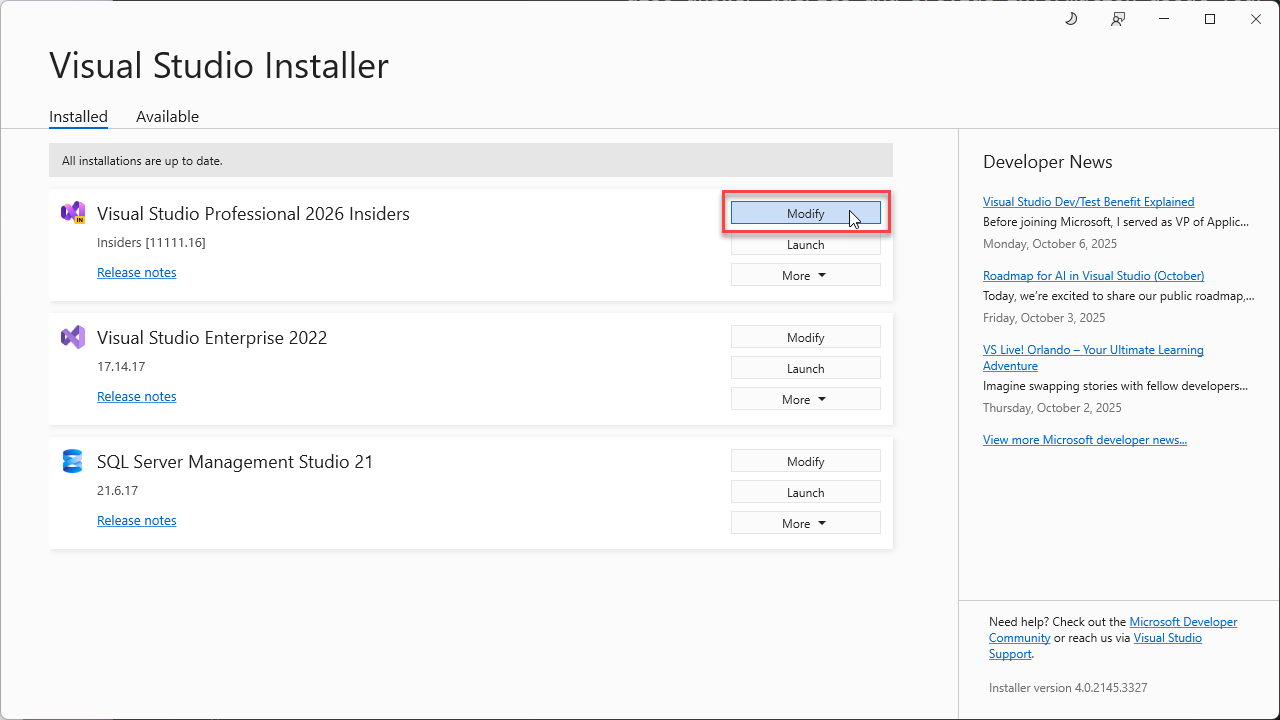 Visual Studio Installer
Installed
Available
All installations are up to date.
Visual Studio Professional 2026 Insiders
Insiders [11111.16]
Release notes
Modify
Launch
More
Visual Studio Enterprise 2022
17.14.17
Release notes
Modify
Launch
More
SQL Server Management Studio 21
21.6.17
Release notes
Modify
Launch
More
Developer News
Visual Studio Dev/Test Benefit Explained
Before joining Microsoft, I served as VP of Applic...
Monday, October 6, 2025
Roadmap for AI in Visual Studio (October)
Today, we're excited to share our public roadmap,...
Friday, October 3, 2025
VS Live! Orlando – Your Ultimate Learning
Adventure
Imagine swapping stories with fellow developers...
Thursday, October 2, 2025
View more Microsoft developer news...
Need help? Check out the Microsoft Developer
Community or reach us via Visual Studio
Support.
Installer version 4.0.2145.3327